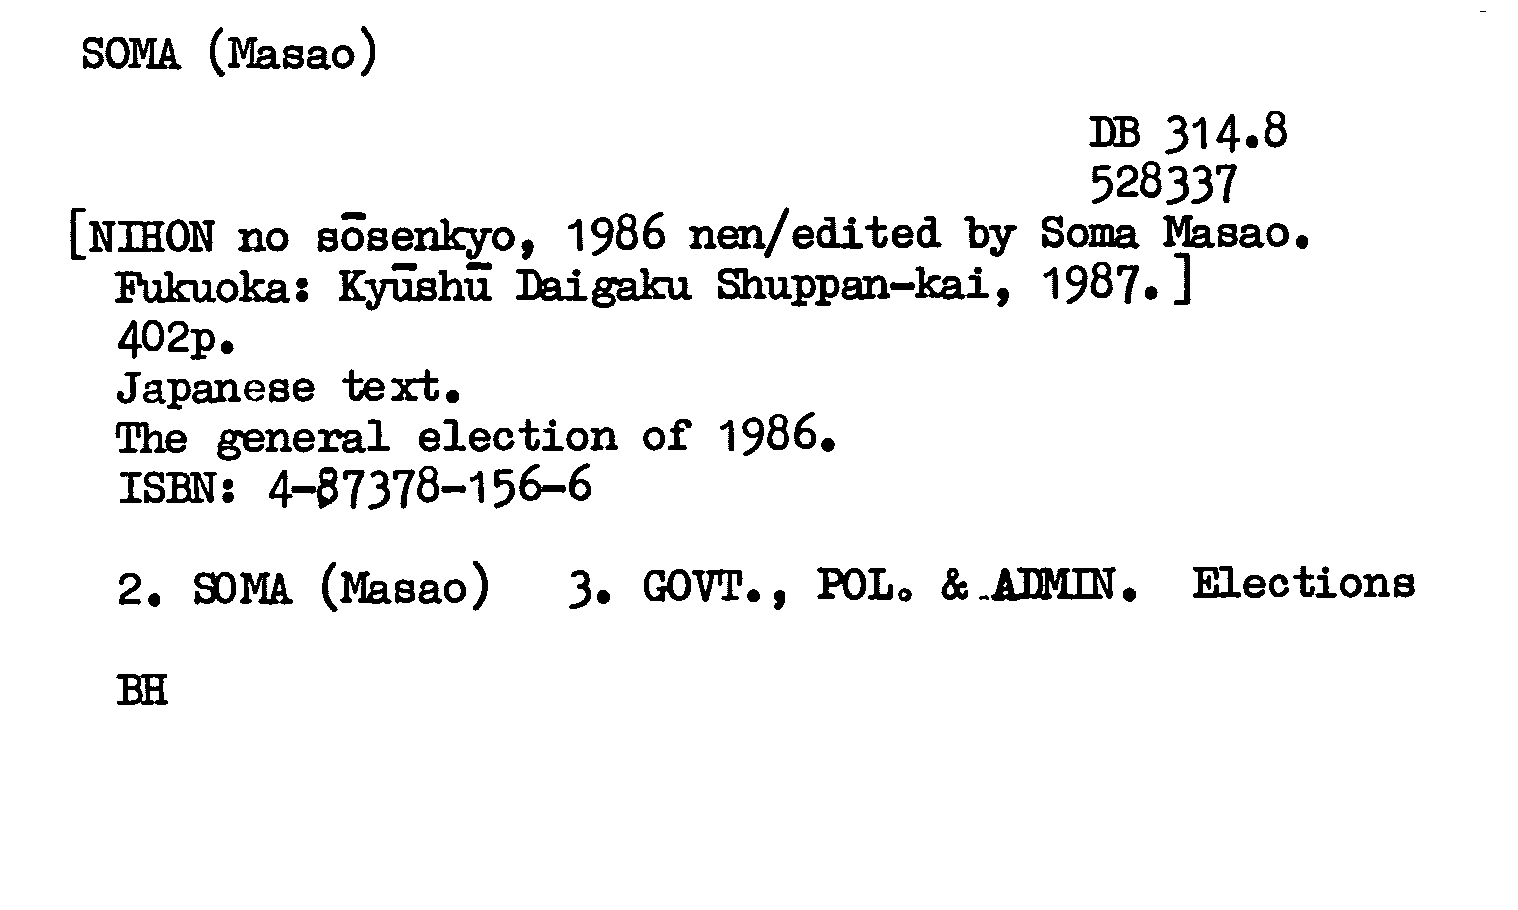 SOMA (Masao)
DB 314.8
528337
[NIHON no sōsenkyo, 1986 nen/edited by Soma Masao.
Fukuoka: Kyūshū Daigaku Shuppan-kai, 1987.]
402p.
Japanese text.
The general election of 1986.
ISBN: 4-87378-156-6
2. SOMA (Masao) 3. GOVT., POL. & ADMIN. Elections
BH